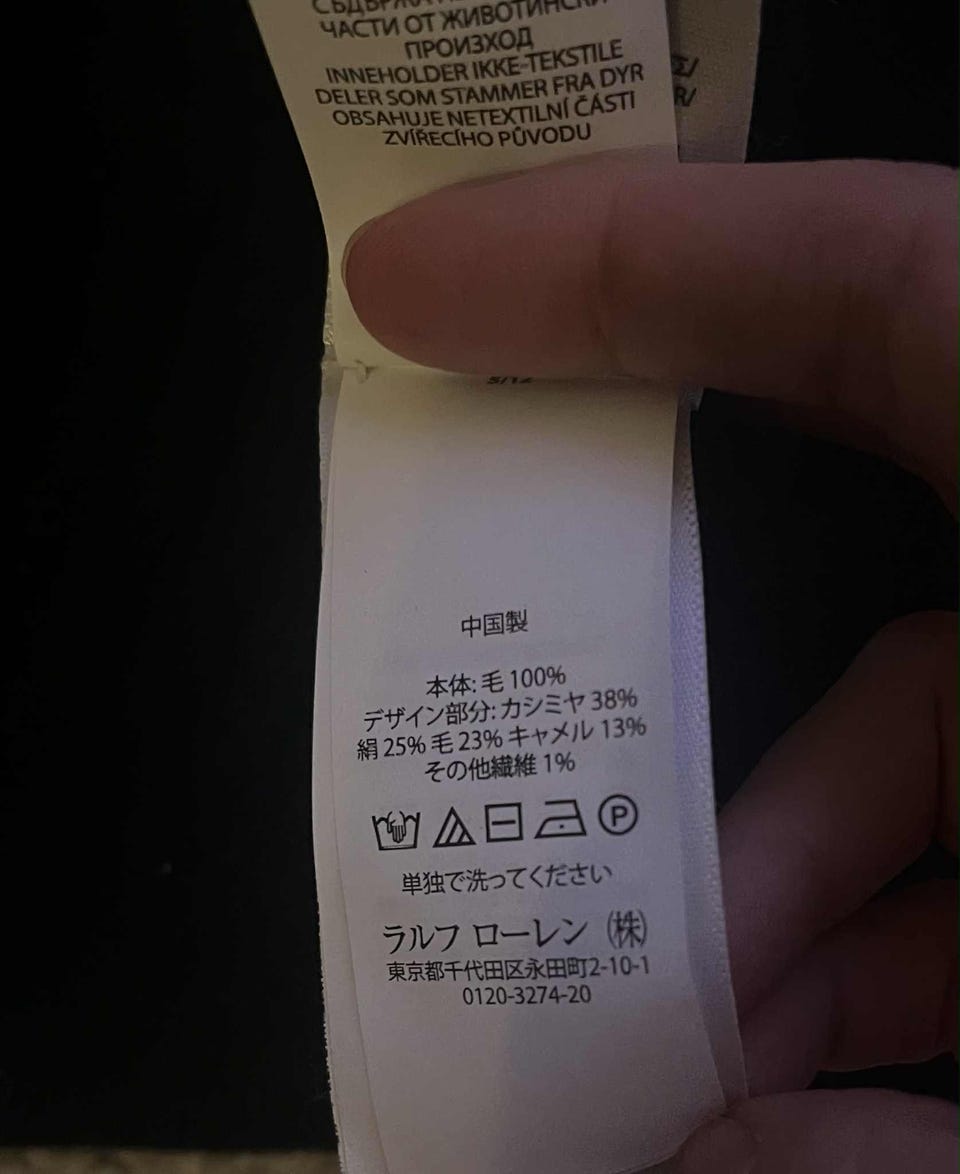 ЧАСТИ ОТ ЖИВОТИНСКИ
ПРОИЗХОД
INNEHOLDER IKKE-TEKSTILE
DELER SOM STAMMER FRA DYR
OBSAHUJE NETEXTILNÍ ČÁSTI
ZVÍŘECÍHO PŮVODU
中国製
本体: 毛 100%
デザイン部分: カシミヤ 38%
絹 25% 毛 23% キャメル 13%
その他繊維 1%
P
単独で洗ってください
ラルフ ローレン ㈱
東京都千代田区永田町2-10-1
0120-3274-20